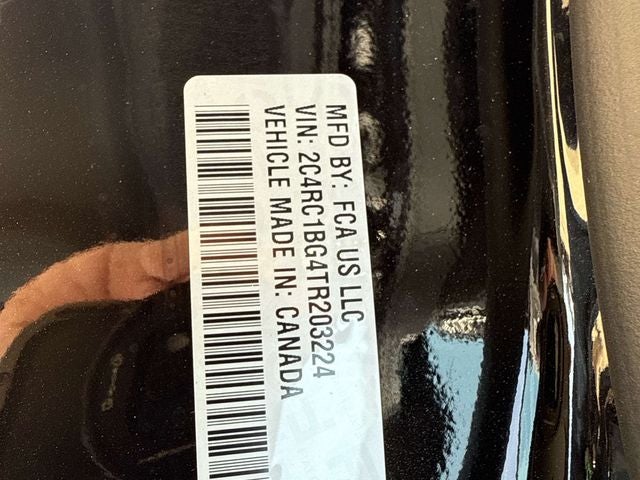 MFD BY: FCA US LLC
VIN: 2C4RC1BG4TR203224
VEHICLE MADE IN: CANADA